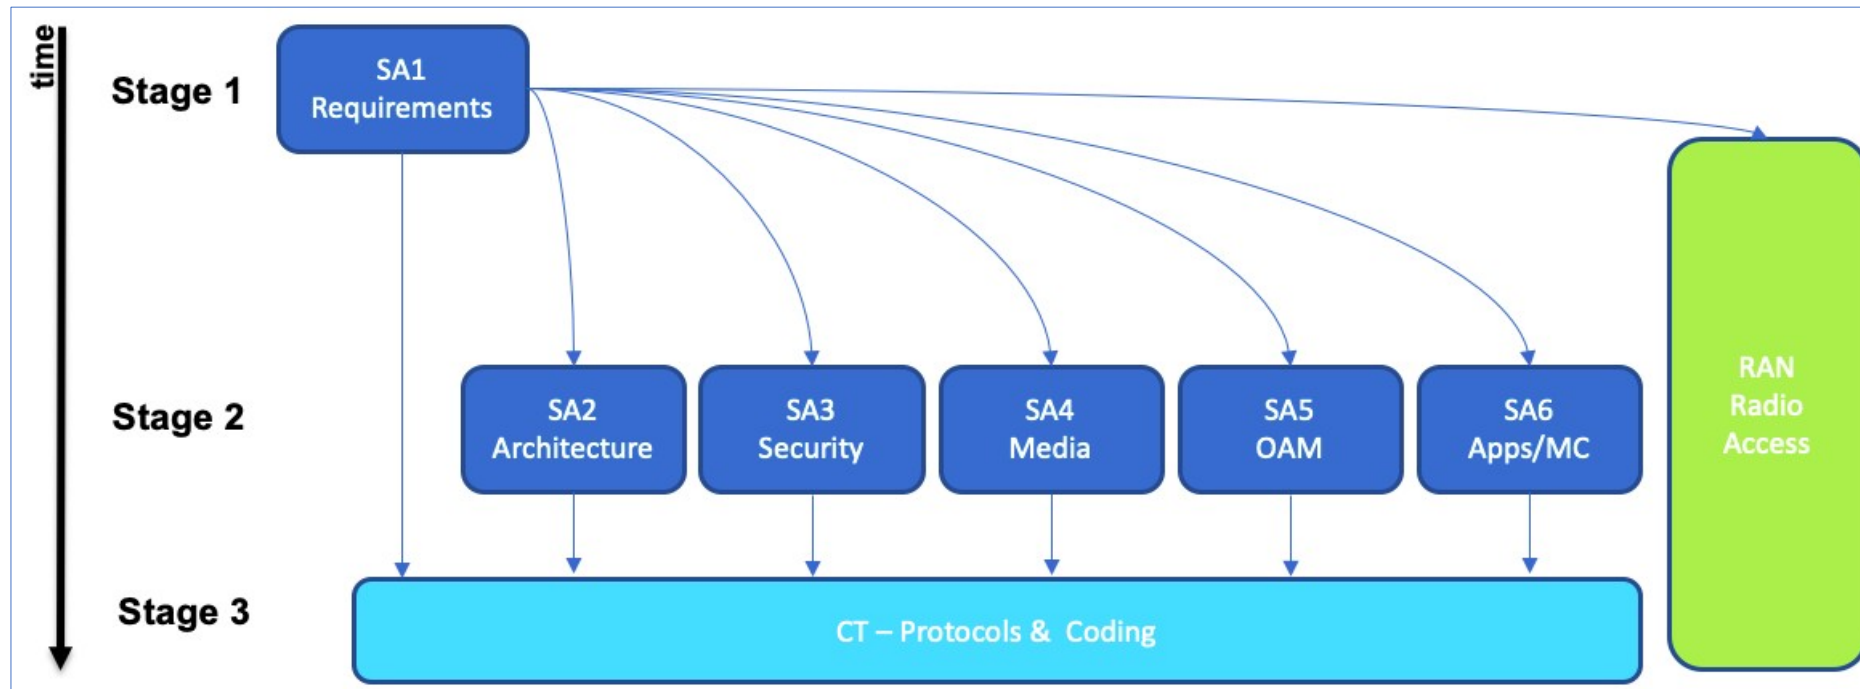 time
Stage 1
SA1
Requirements
Stage 2
SA2
Architecture
SA3
Security
SA4
Media
SA5
OAM
SA6
Apps/MC
RAN
Radio
Access
Stage 3
CT – Protocols & Coding